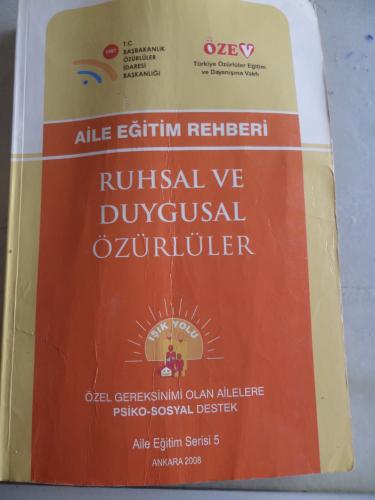 1997
T.C.
BAŞBAKANLIK
ÖZÜRLÜLER
İDARESİ
BAŞKANLIĞI
ÖZEV
Türkiye Özürlüler Eğitim
ve Dayanışma Vakfı
AİLE EĞİTİM REHBERİ
RUHSAL VE
DUYGUSAL
ÖZÜRLÜLER
IŞIK YOLU
ÖZEL GEREKSİNİMİ OLAN AİLELERE
PSİKO-SOSYAL DESTEK
Aile Eğitim Serisi 5
ANKARA 2008